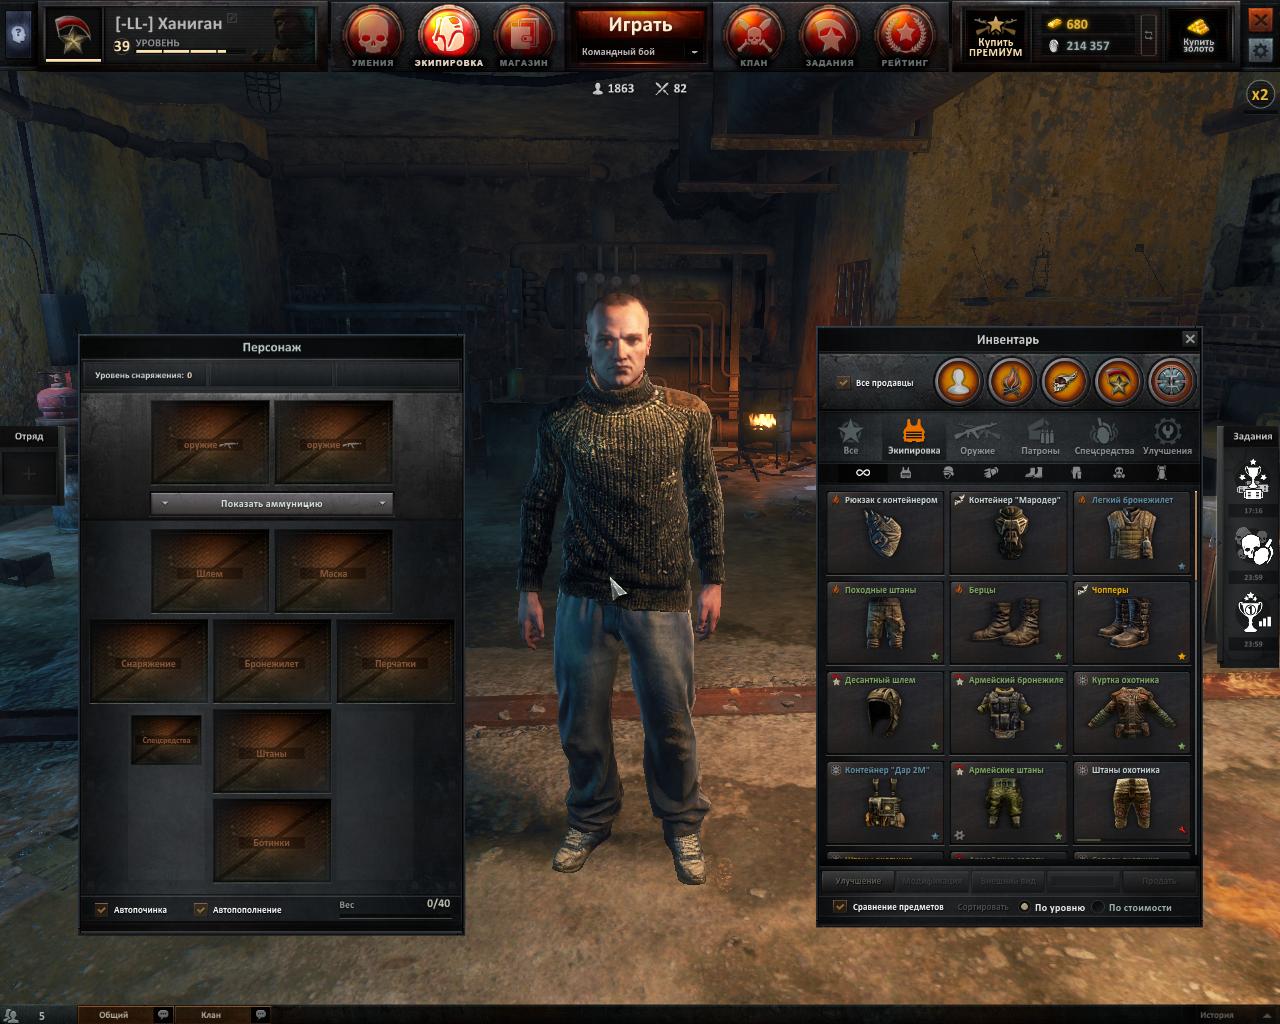 [-LL-] Ханиган
39 УРОВЕНЬ
УМЕНИЯ
ЭКИПИРОВКА
МАГАЗИН
Играть
Командный бой
КЛАН
ЗАДАНИЯ
РЕЙТИНГ
Купить
ПРЕМИУМ
680
214 357
Купить
золото
1863
82
x2
Персонаж
Уровень снаряжения: 0
оружие
оружие
Показать аммуницию
Шлем
Маска
Снаряжение
Бронежилет
Перчатки
Спецсредства
Штаны
Ботинки
Автопочинка
Автопополнение
Вес
0/40
Отряд
Инвентарь
Все продавцы
Все
Экипировка
Оружие
Патроны
Спецсредства
Улучшения
Рюкзак с контейнером
Контейнер "Мародер"
Легкий бронежилет
Походные штаны
Берцы
Чопперы
Десантный шлем
Армейский бронежиле
Куртка охотника
Контейнер "Дар 2М"
Армейские штаны
Штаны охотника
Улучшение
Модификация
Внешний вид
Продать
Сравнение предметов
Сортировать
По уровню
По стоимости
Задания
17:16
23:59
23:59
5
Общий
Клан
История